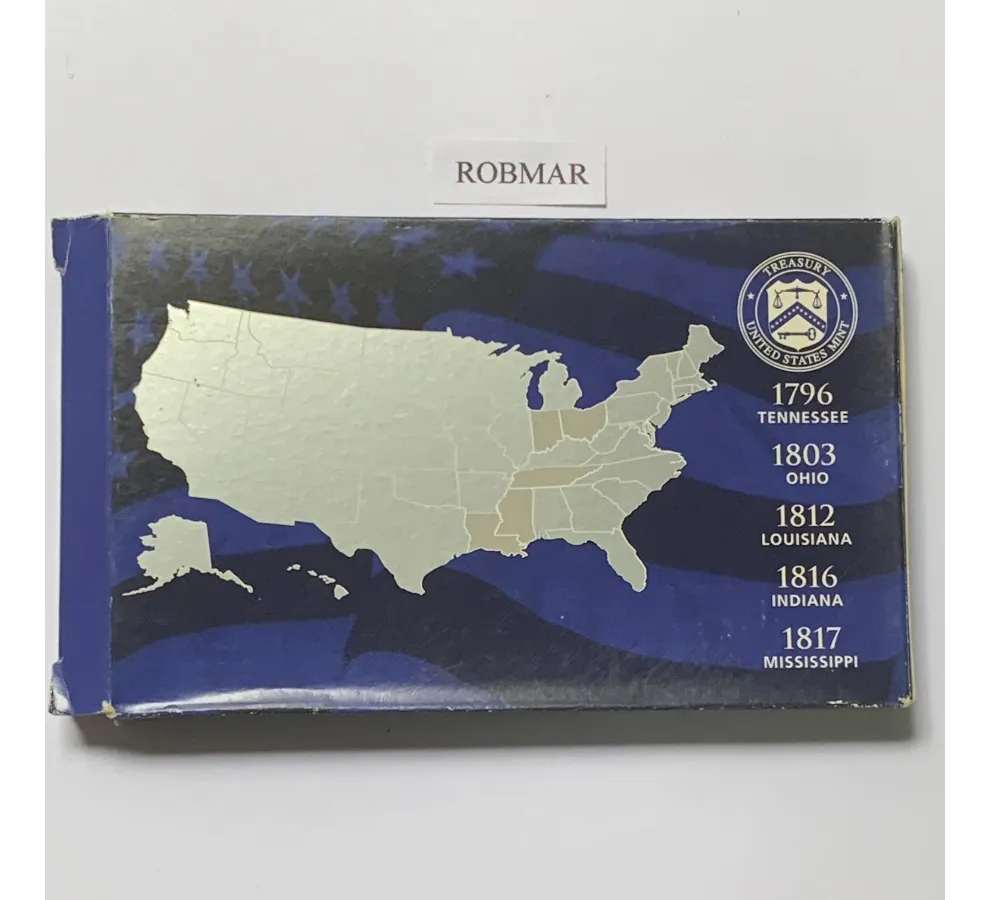 ROBMAR
TREASURY
UNITED STATES MINT
1796
TENNESSEE
1803
OHIO
1812
LOUISIANA
1816
INDIANA
1817
MISSISSIPPI